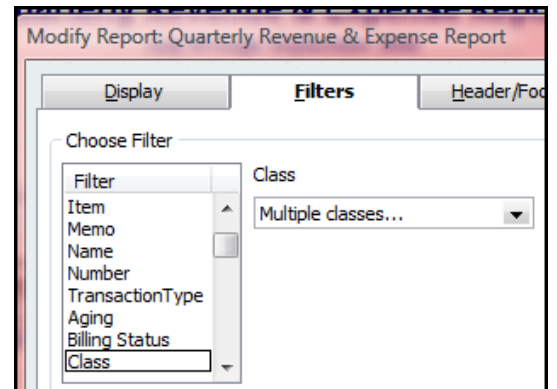 Modify Report: Quarterly Revenue & Expense Report
Display Filters Header/Foo
Choose Filter
Filter
Class
Item
Multiple classes...
Memo
Name
Number
TransactionType
Aging
Billing Status
Class